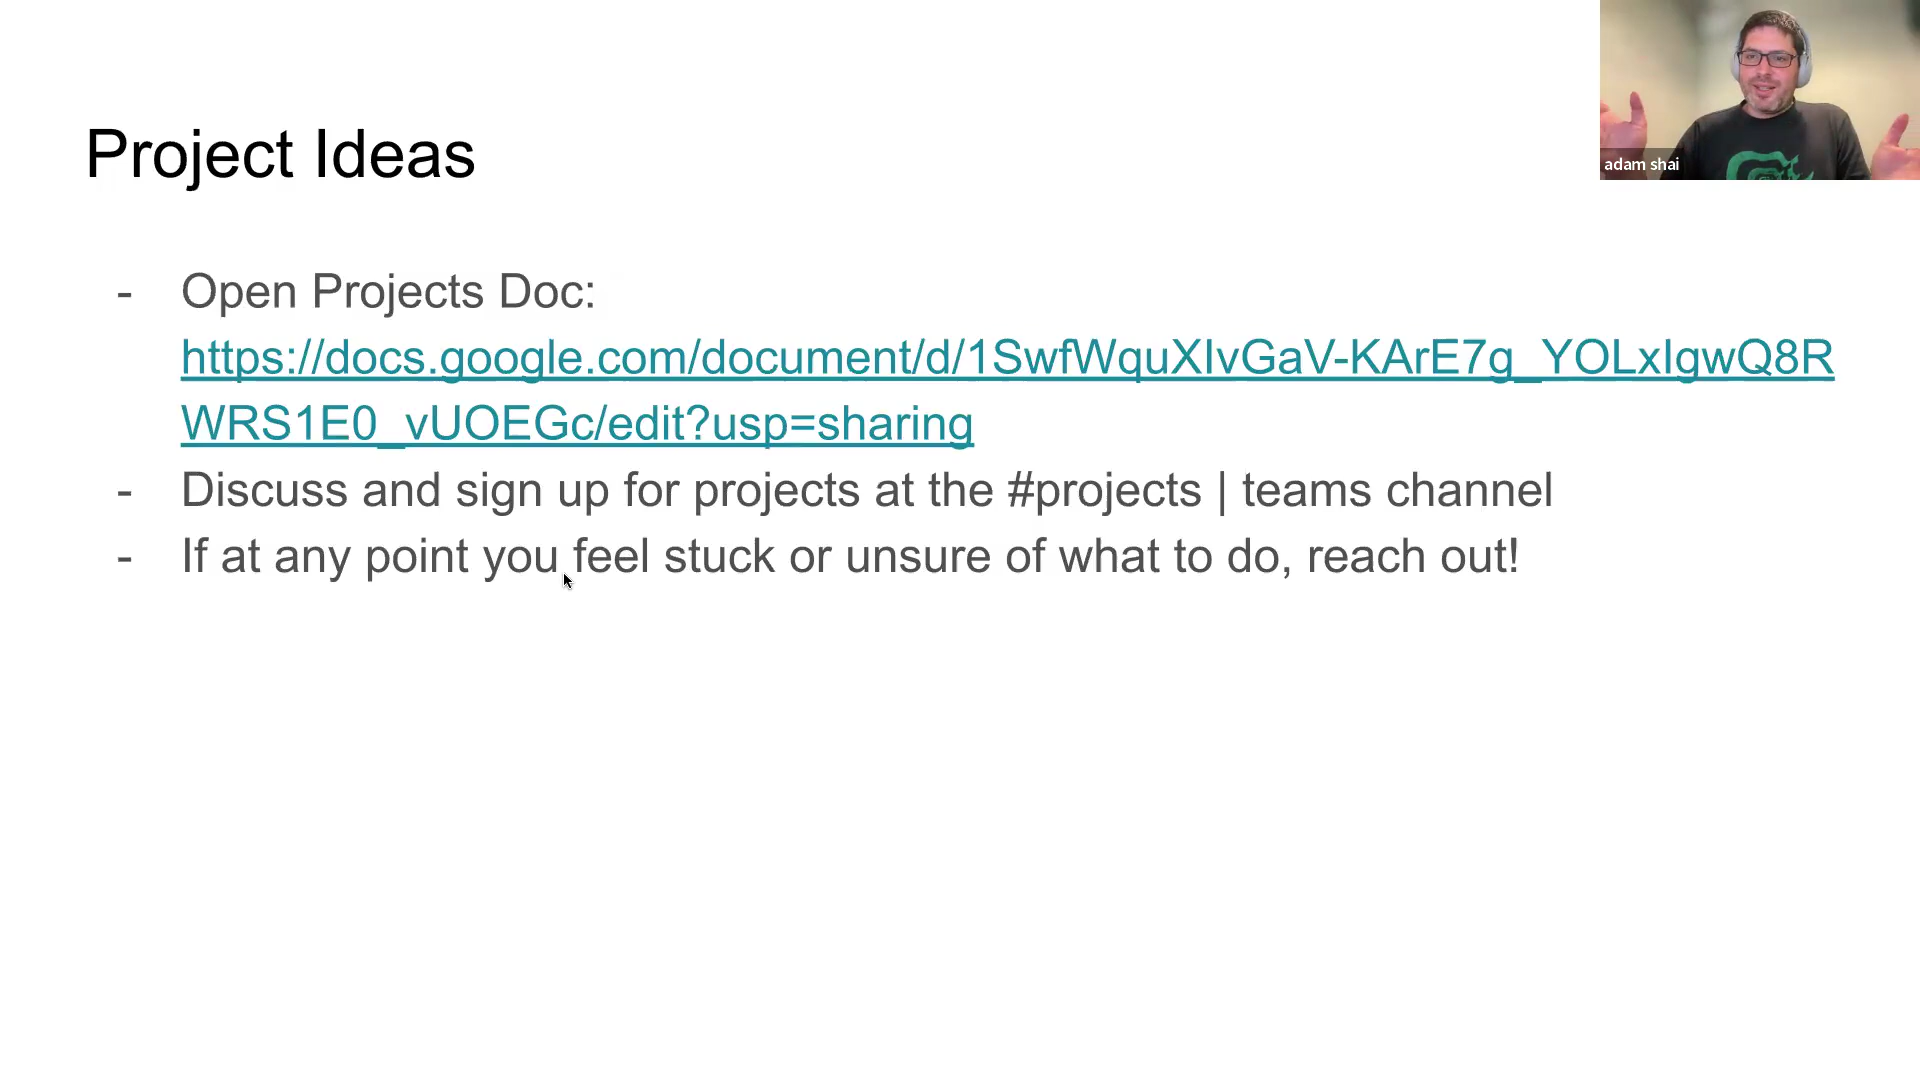 Project Ideas
adam shai
- Open Projects Doc:
https://docs.google.com/document/d/1SwfWquXIvGaV-KArE7g_YOLxIgwQ8R
WRS1E0_vUOEGc/edit?usp=sharing
- Discuss and sign up for projects at the #projects | teams channel
- If at any point you feel stuck or unsure of what to do, reach out!